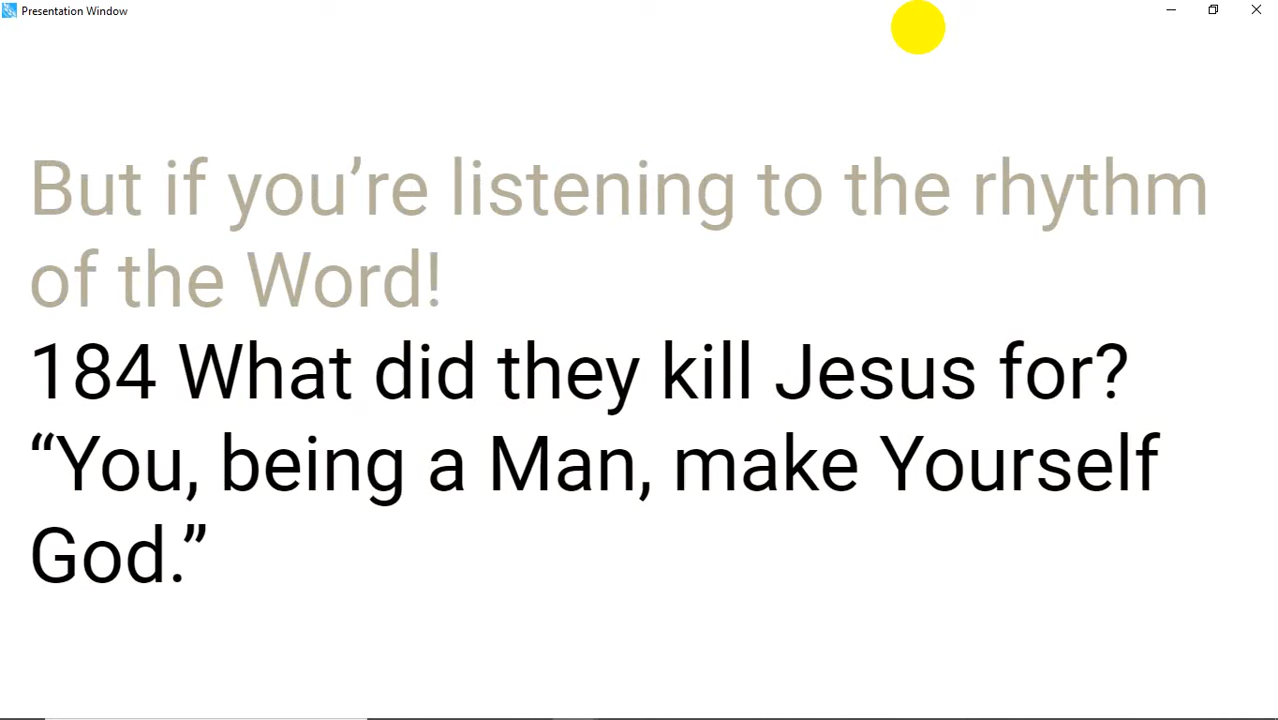 Presentation Window
But if you’re listening to the rhythm
of the Word!
184 What did they kill Jesus for?
“You, being a Man, make Yourself
God.”